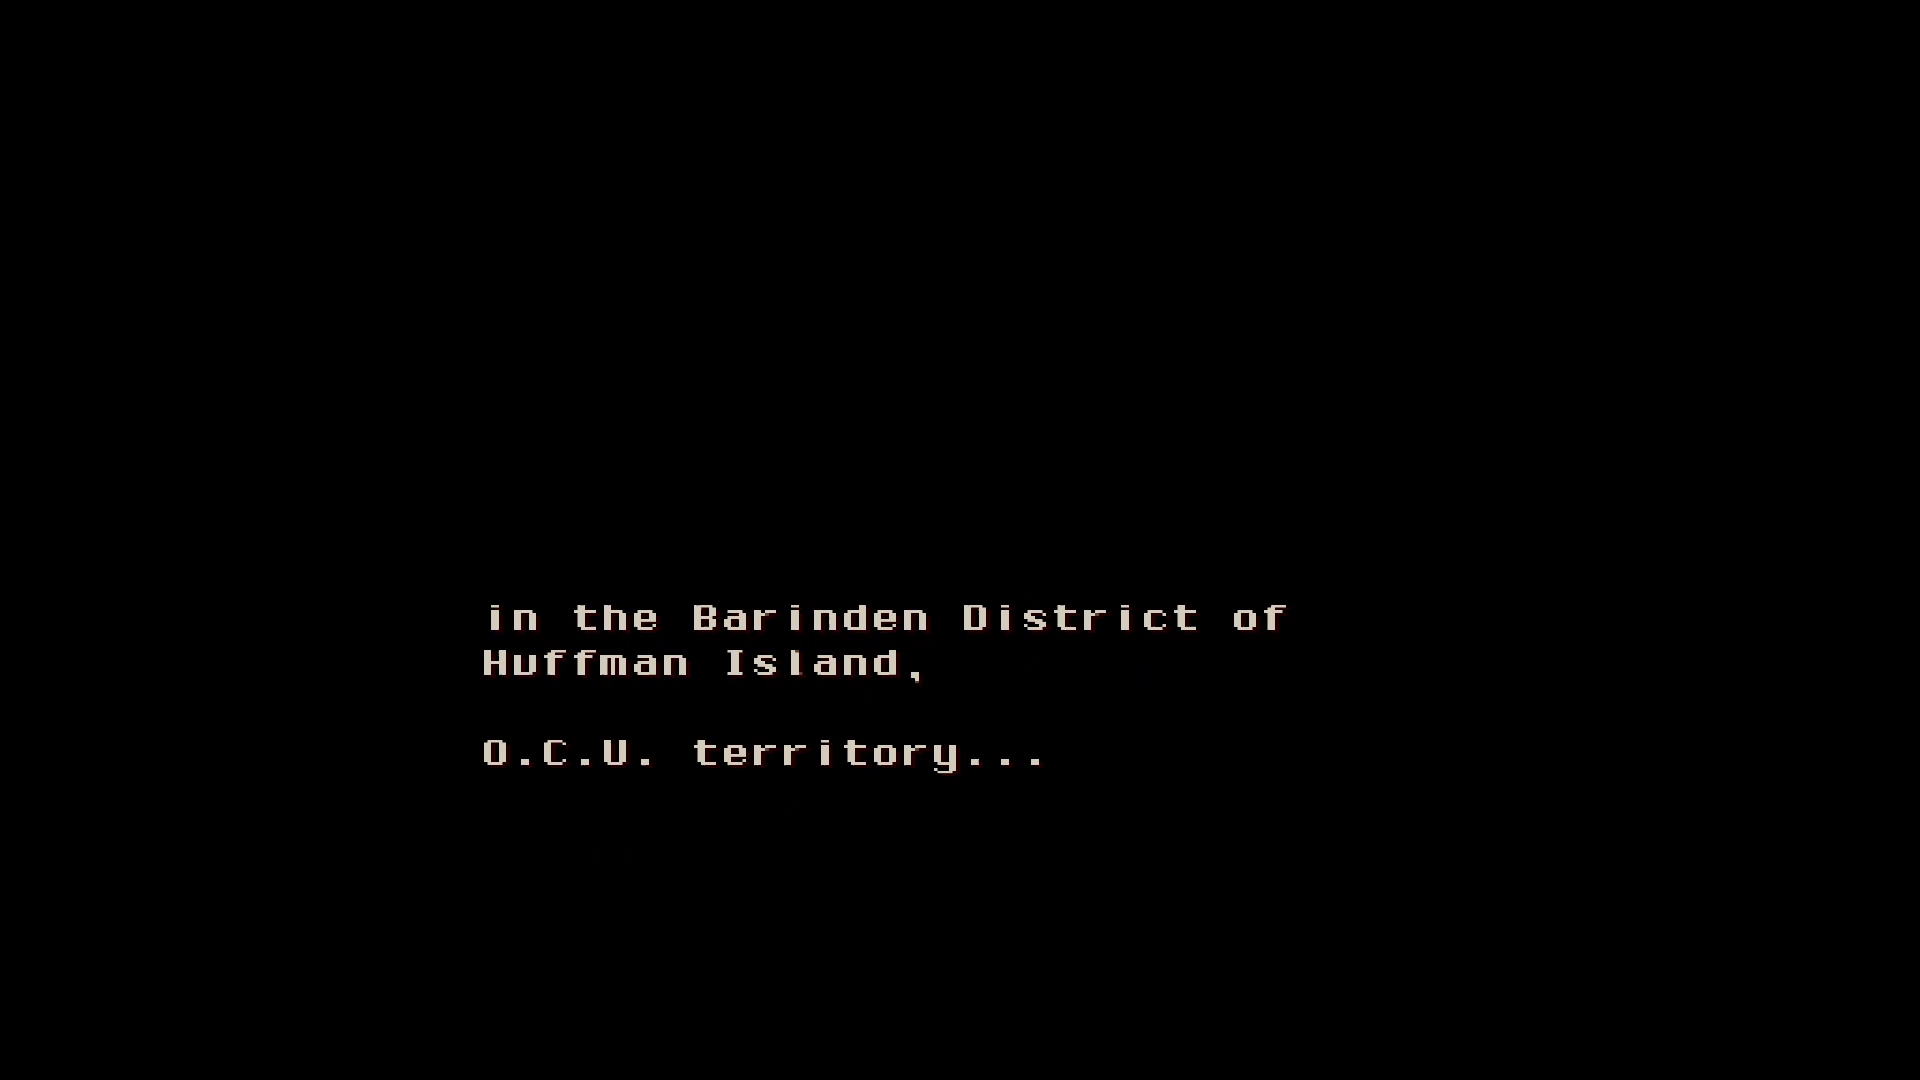 in the Barinden District of
Huffman Island,
O.C.U. territory...